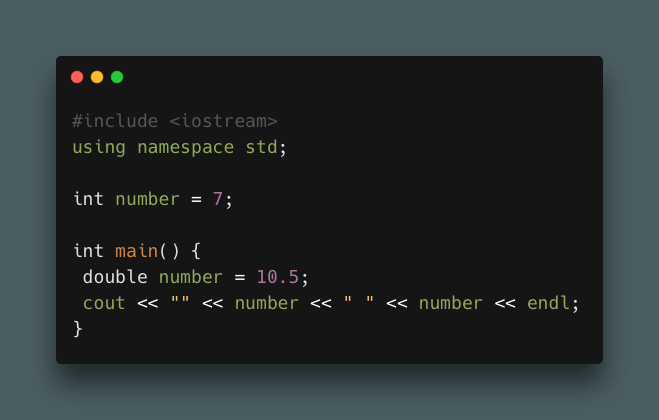 #include <iostream>
using namespace std;
int number = 7;
int main() {
double number = 10.5;
cout << "" << number << " " << number << endl;
}